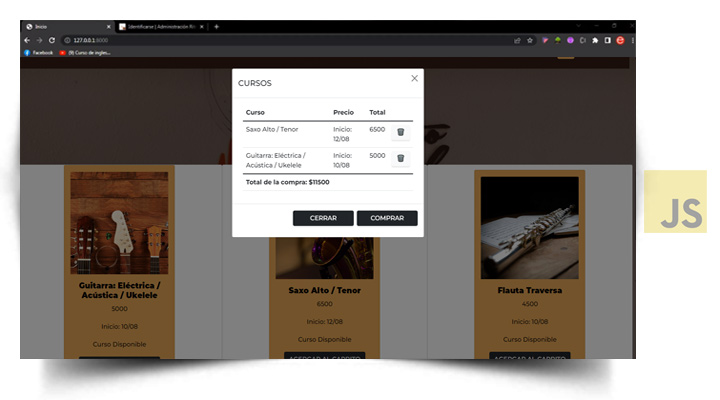 Inicio
Identificarse | Administración
127.0.0.1:8000
Facebook
(9) Curso de ingles...
CURSOS
Curso Precio Total
Saxo Alto / Tenor Inicio: 12/08 6500
Guitarra: Eléctrica / Acústica / Ukelele Inicio: 10/08 5000
Total de la compra: $11500
CERRAR COMPRAR
JS
Guitarra: Eléctrica /
Acústica / Ukelele
5000
Inicio: 10/08
Curso Disponible
Saxo Alto / Tenor
6500
Inicio: 12/08
Curso Disponible
AGREGAR AL CARRITO
Flauta Traversa
4500
Inicio: 10/08
Curso Disponible
AGREGAR AL CARRITO